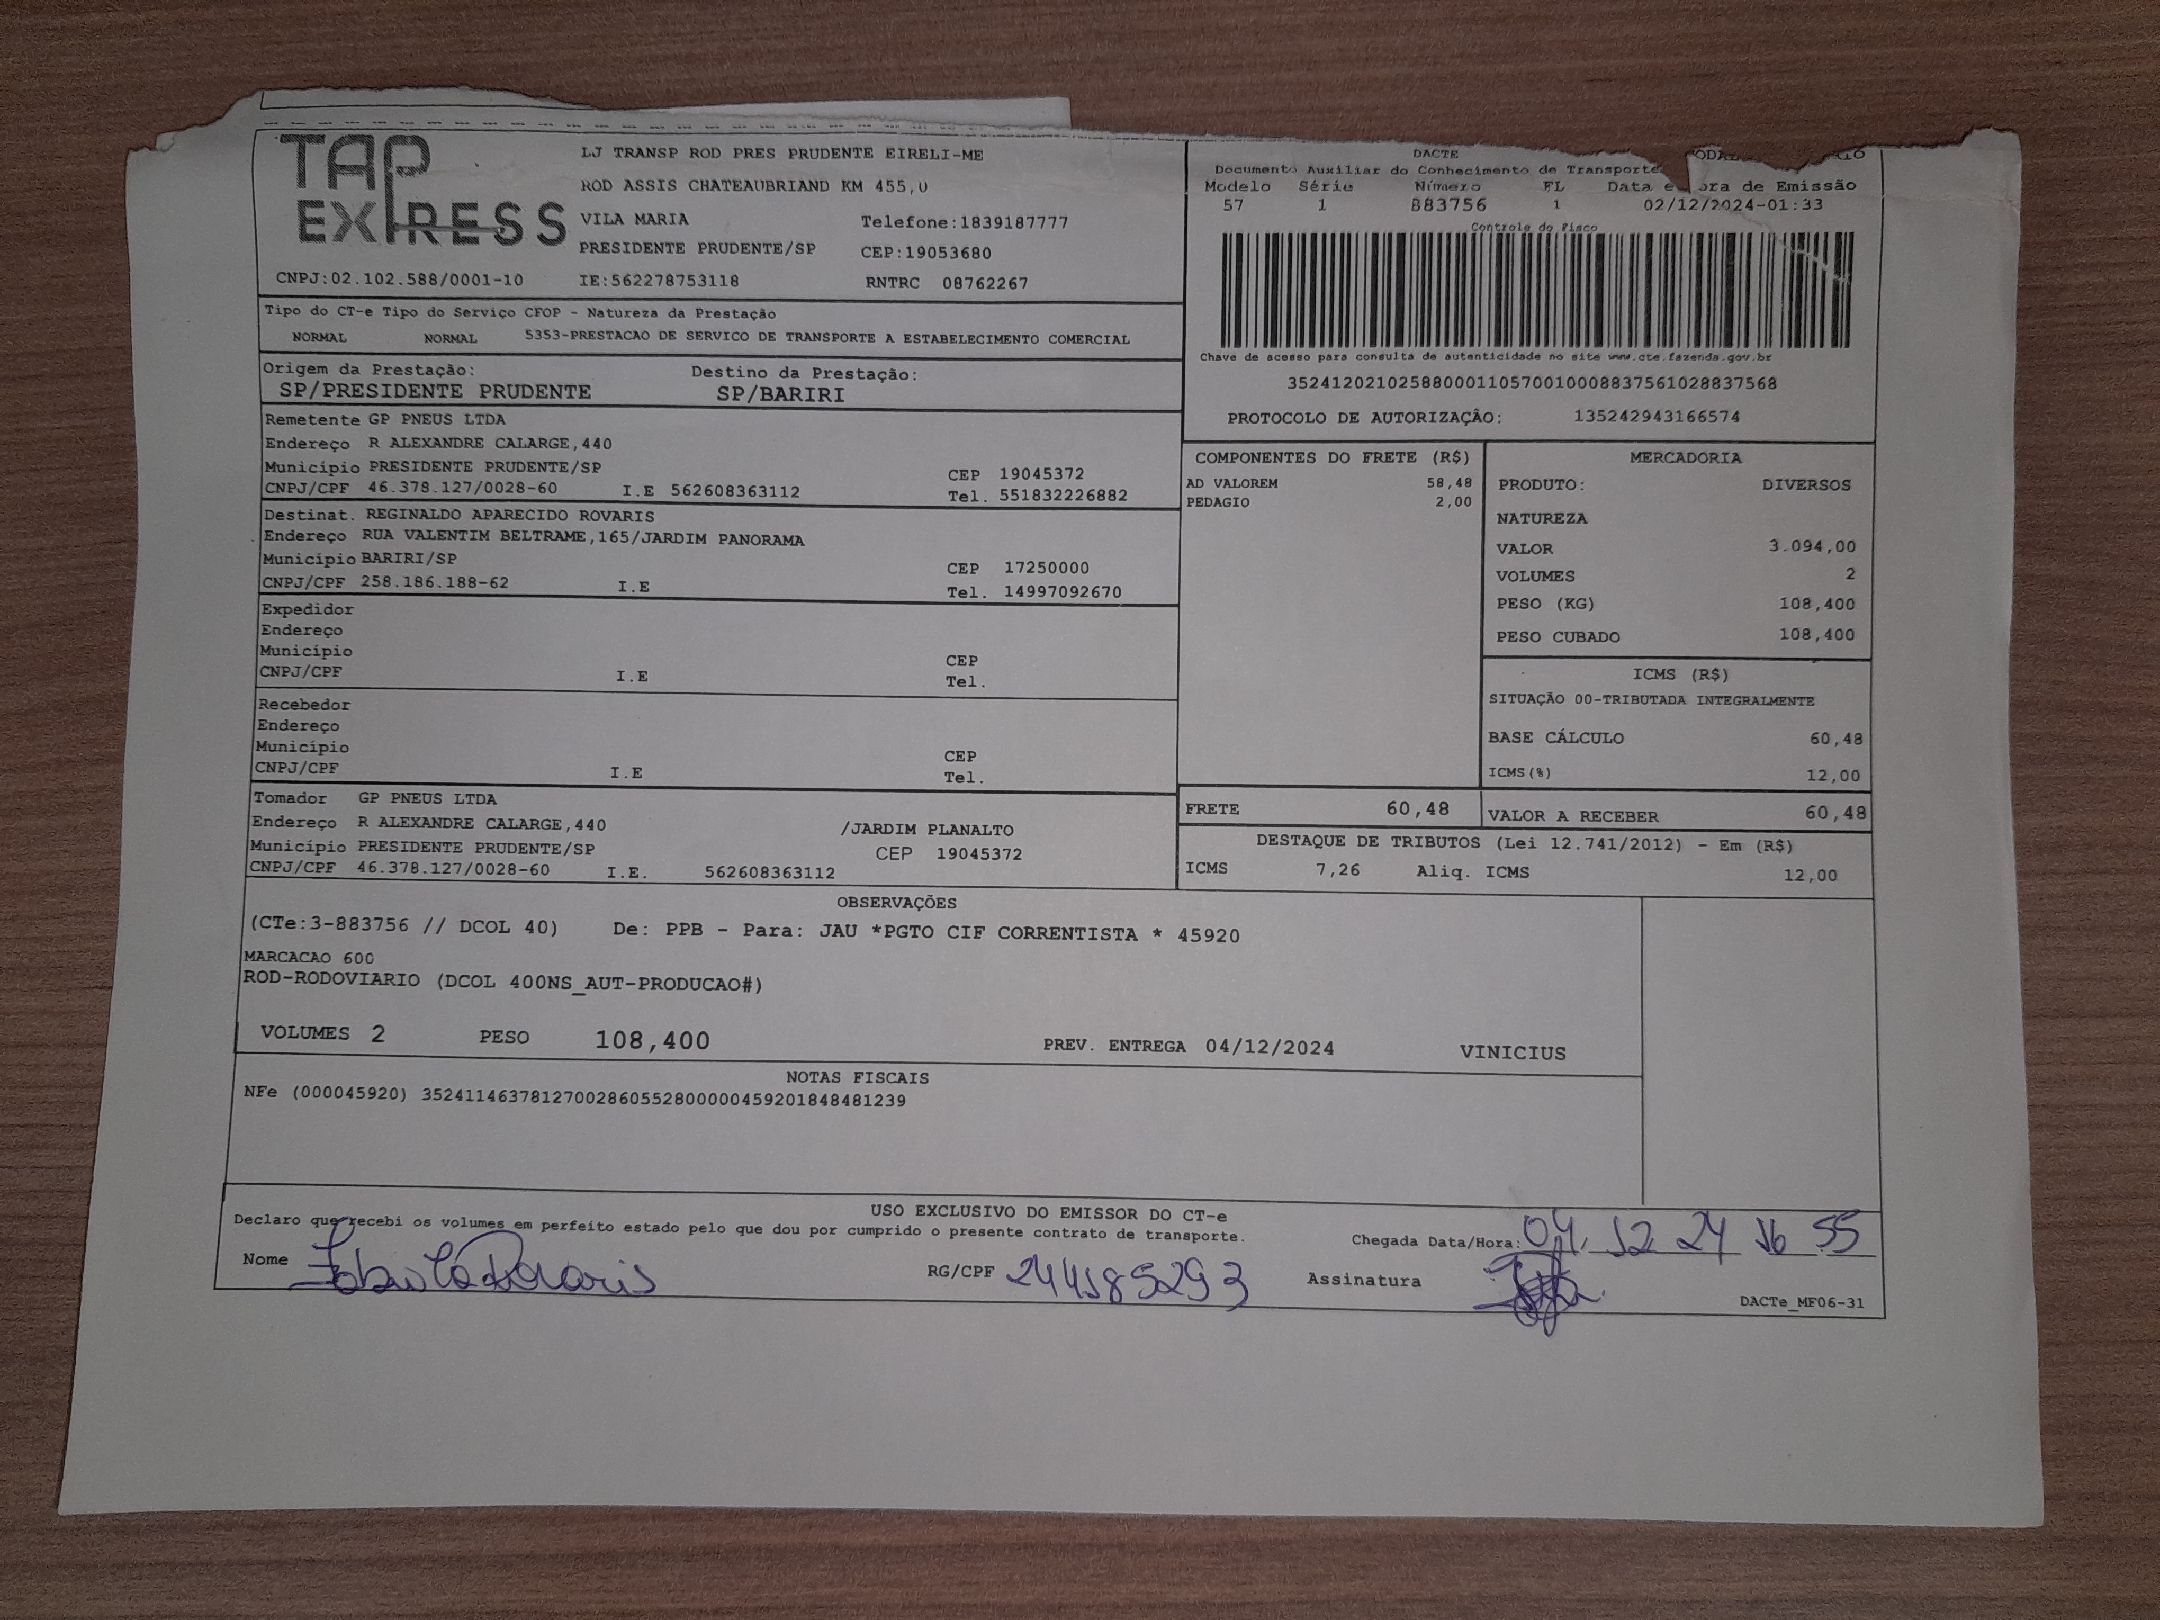 TAP
EXPRESS
LJ TRANSP ROD PRES PRUDENTE EIRELI-ME
ROD ASSIS CHATEAUBRIAND KM 455,0
VILA MARIA Telefone:1839187777
PRESIDENTE PRUDENTE/SP CEP:19053680
CNPJ:02.102.588/0001-10 IE:562278753118 RNTRC 08762267
DACTE
Documento Auxiliar do Conhecimento de Transporte
Modelo Série Número FL Data e Hora de Emissão
57 1 883756 1 02/12/2024-01:33
Controle do Fisco
Chave de acesso para consulta de autenticidade no site www.cte.fazenda.gov.br
35241202102588000110570010008837561028837568
PROTOCOLO DE AUTORIZAÇÃO: 135242943166574
Tipo do CT-e Tipo do Serviço CFOP - Natureza da Prestação
NORMAL NORMAL 5353-PRESTACAO DE SERVICO DE TRANSPORTE A ESTABELECIMENTO COMERCIAL
Origem da Prestação: Destino da Prestação:
SP/PRESIDENTE PRUDENTE SP/BARIRI
Remetente GP PNEUS LTDA
Endereço R ALEXANDRE CALARGE,440
Município PRESIDENTE PRUDENTE/SP CEP 19045372
CNPJ/CPF 46.378.127/0028-60 I.E 562608363112 Tel. 551832226882
Destinat. REGINALDO APARECIDO ROVARIS
Endereço RUA VALENTIM BELTRAME,165/JARDIM PANORAMA
Município BARIRI/SP CEP 17250000
CNPJ/CPF 258.186.188-62 I.E Tel. 14997092670
Expedidor
Endereço
Município CEP
CNPJ/CPF I.E Tel.
Recebedor
Endereço
Município CEP
CNPJ/CPF I.E Tel.
Tomador GP PNEUS LTDA
Endereço R ALEXANDRE CALARGE,440 /JARDIM PLANALTO
Município PRESIDENTE PRUDENTE/SP CEP 19045372
CNPJ/CPF 46.378.127/0028-60 I.E. 562608363112
COMPONENTES DO FRETE (R$)
AD VALOREM 58,48
PEDAGIO 2,00
MERCADORIA
PRODUTO: DIVERSOS
NATUREZA
VALOR 3.094,00
VOLUMES 2
PESO (KG) 108,400
PESO CUBADO 108,400
ICMS (R$)
SITUAÇÃO 00-TRIBUTADA INTEGRALMENTE
BASE CÁLCULO 60,48
ICMS(%) 12,00
FRETE 60,48 VALOR A RECEBER 60,48
DESTAQUE DE TRIBUTOS (Lei 12.741/2012) - Em (R$)
ICMS 7,26 Aliq. ICMS 12,00
OBSERVAÇÕES
(CTe:3-883756 // DCOL 40) De: PPB - Para: JAU *PGTO CIF CORRENTISTA * 45920
MARCACAO 600
ROD-RODOVIARIO (DCOL 400NS_AUT-PRODUCAO#)
VOLUMES 2 PESO 108,400 PREV. ENTREGA 04/12/2024 VINICIUS
NOTAS FISCAIS
NFe (000045920) 35241146378127002860552800000459201848481239
USO EXCLUSIVO DO EMISSOR DO CT-e
Declaro que recebi os volumes em perfeito estado pelo que dou por cumprido o presente contrato de transporte.
Chegada Data/Hora: 04 12 24 16 55
Nome Rovaris RG/CPF 244585293 Assinatura
DACTe_MF06-31